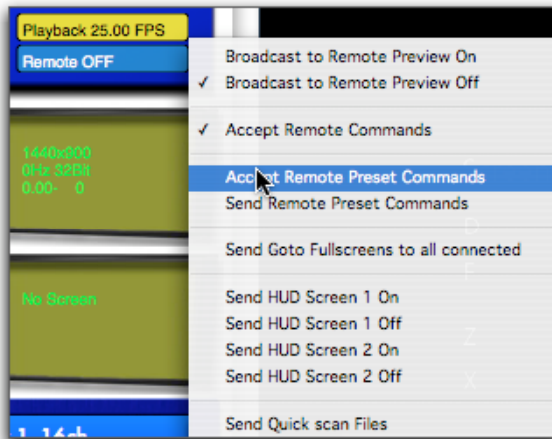 Playback 25.00 FPS
Remote OFF
Broadcast to Remote Preview On
✓ Broadcast to Remote Preview Off
✓ Accept Remote Commands
Accept Remote Preset Commands
Send Remote Preset Commands
Send Goto Fullscreens to all connected
Send HUD Screen 1 On
Send HUD Screen 1 Off
Send HUD Screen 2 On
Send HUD Screen 2 Off
Send Quick scan Files
1440x900
0Hz 32Bit
0.00- 0
No Screen
1 16ch
D
Z
X